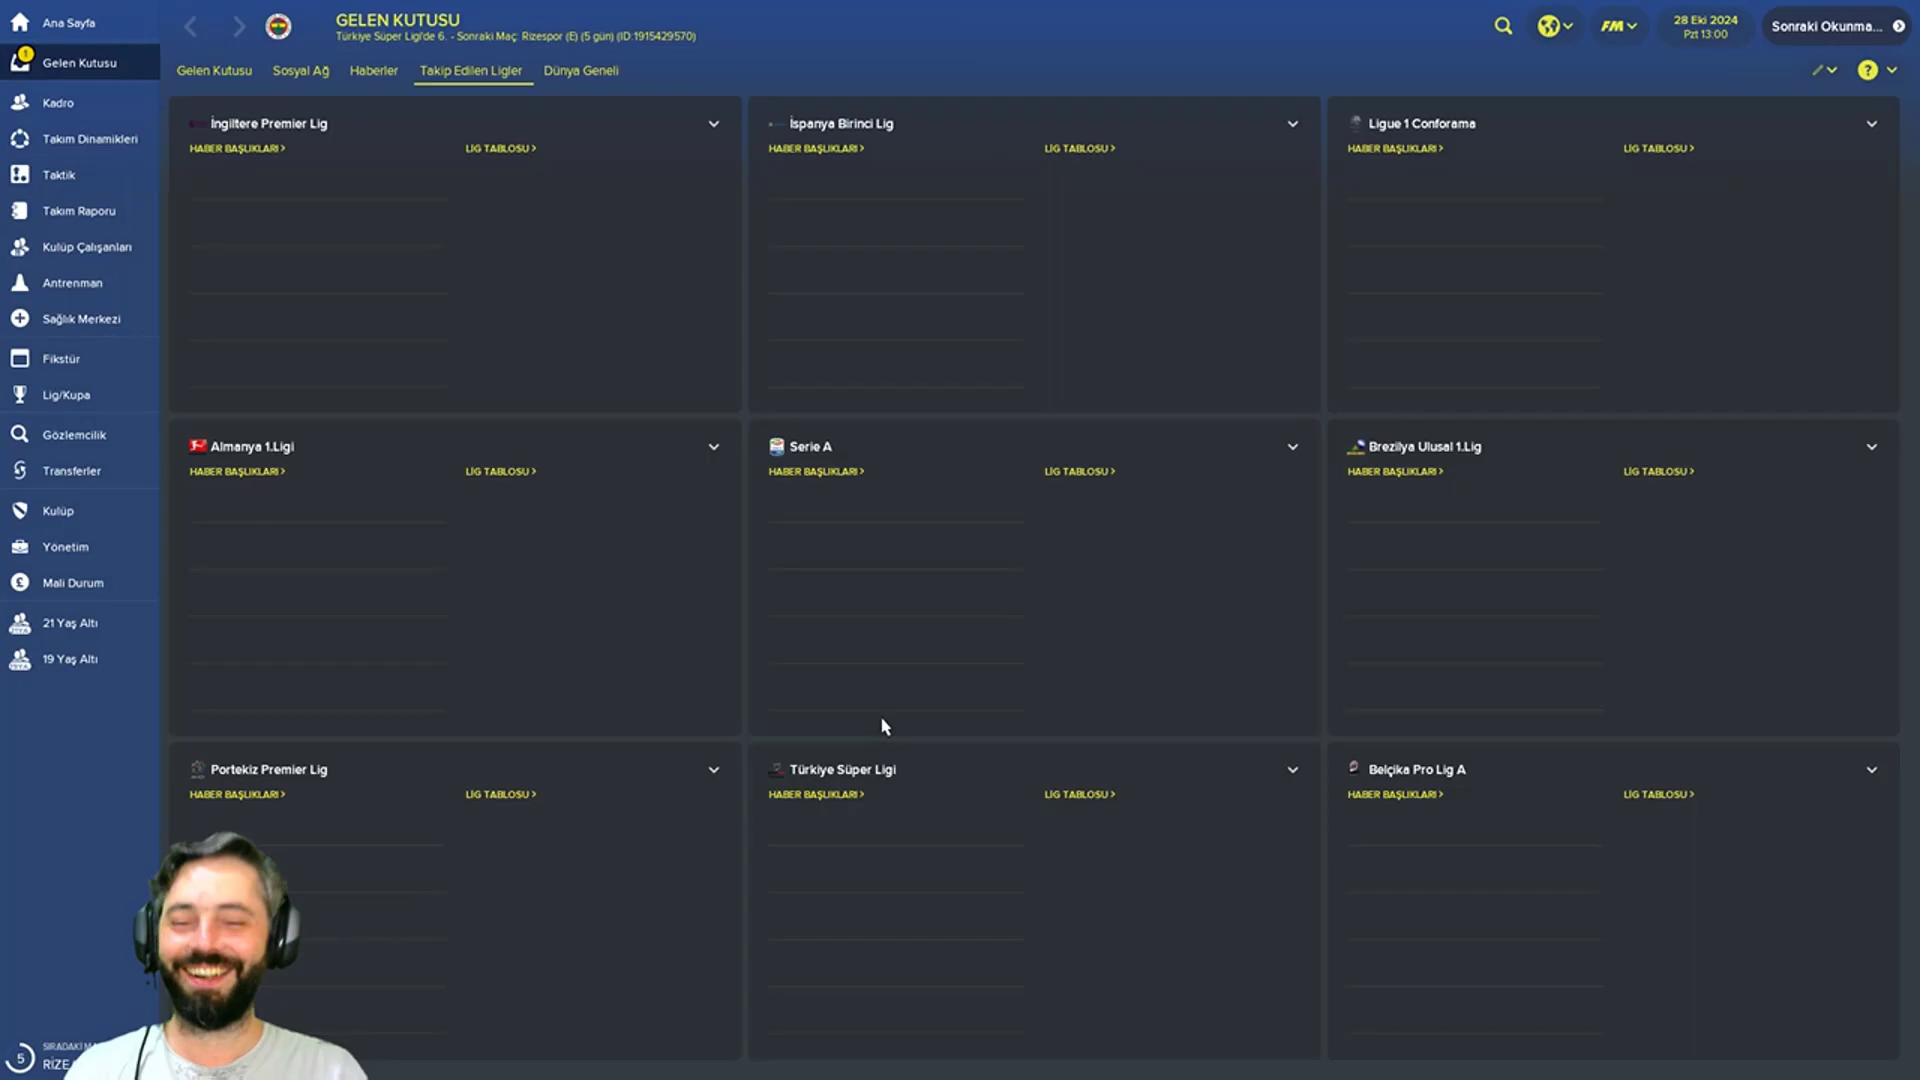 Ana Sayfa
1
Gelen Kutusu
Kadro
Takım Dinamikleri
Taktik
Takım Raporu
Kulüp Çalışanları
Antrenman
Sağlık Merkezi
Fikstür
Lig/Kupa
Gözlemcilik
Transferler
Kulüp
Yönetim
Mali Durum
21 Yaş Altı
19 Yaş Altı
5
SIRADAKİ
RİZE
GELEN KUTUSU
Türkiye Süper Ligi'de 6. - Sonraki Maç: Rizespor (E) (5 gün) (ID:1915429570)
FM
28 Eki 2024
Pzt 13:00
Sonraki Okunma...
Gelen Kutusu Sosyal Ağ Haberler Takip Edilen Ligler Dünya Geneli
?
İngiltere Premier Lig
HABER BAŞLIKLARI > LİG TABLOSU >
İspanya Birinci Lig
HABER BAŞLIKLARI > LİG TABLOSU >
Ligue 1 Conforama
HABER BAŞLIKLARI > LİG TABLOSU >
Almanya 1.Ligi
HABER BAŞLIKLARI > LİG TABLOSU >
Serie A
HABER BAŞLIKLARI > LİG TABLOSU >
Brezilya Ulusal 1.Lig
HABER BAŞLIKLARI > LİG TABLOSU >
Portekiz Premier Lig
HABER BAŞLIKLARI > LİG TABLOSU >
Türkiye Süper Ligi
HABER BAŞLIKLARI > LİG TABLOSU >
Belçika Pro Lig A
HABER BAŞLIKLARI > LİG TABLOSU >